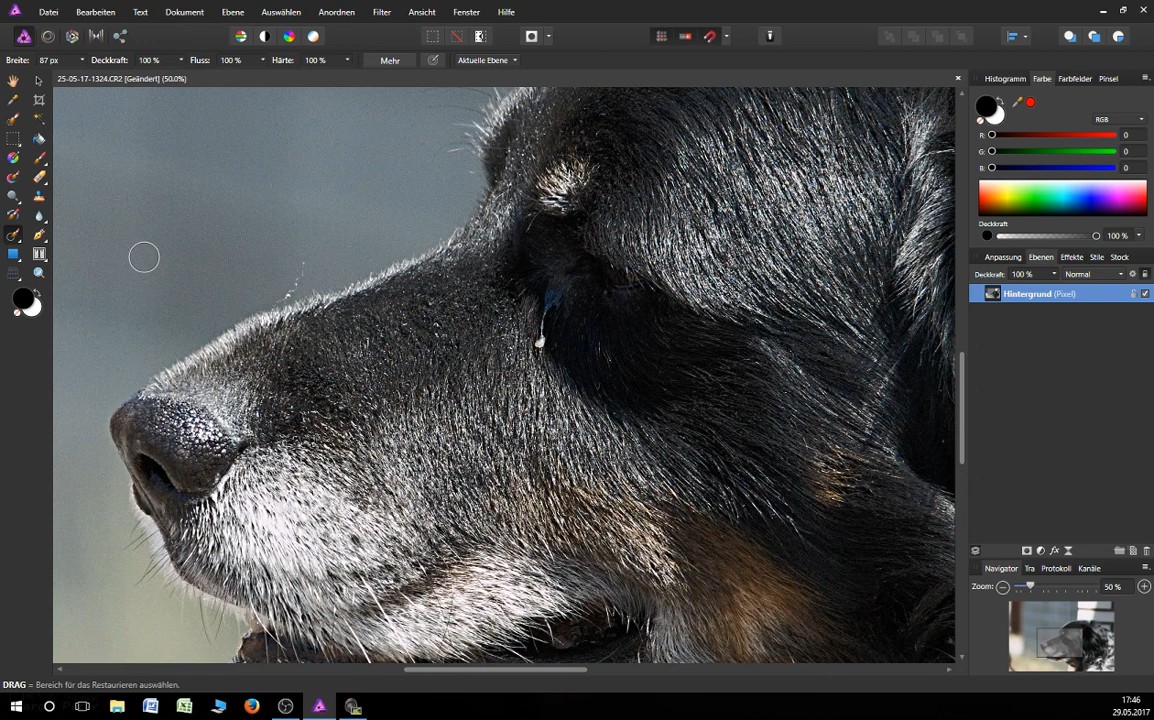 Datei Bearbeiten Text Dokument Ebene Auswählen Anordnen Filter Ansicht Fenster Hilfe
Breite: 87 px Deckkraft: 100 % Fluss: 100 % Härte: 100 % Mehr Aktuelle Ebene
25-05-17-1324.CR2 [Geändert] (50.0%)
Histogramm Farbe Farbfelder Pinsel
RGB
R: 0
G: 0
B: 0
Deckkraft
100 %
Anpassung Ebenen Effekte Stile Stock
Deckraft: 100 % Normal
Hintergrund (Pixel)
fx
Navigator Tra Protokoll Kanäle
Zoom: 50 %
DRAG = Bereich für das Restaurieren auswählen.
17:46
29.05.2017